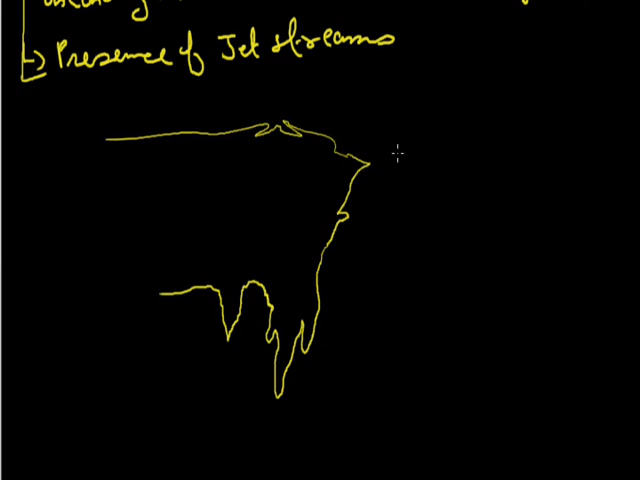 → Presence of Jet streams